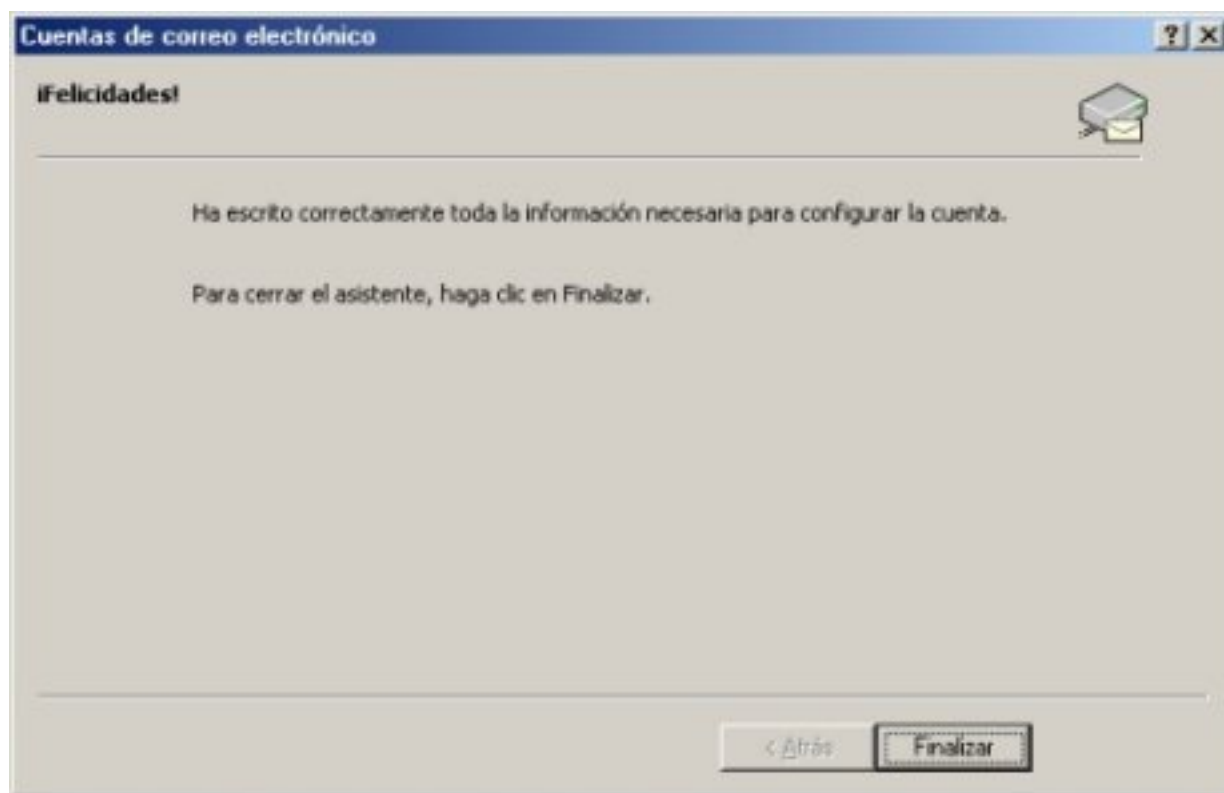 Cuentas de correo electrónico
¡Felicidades!
Ha escrito correctamente toda la información necesaria para configurar la cuenta.
Para cerrar el asistente, haga clic en Finalizar.
< Atrás
Finalizar